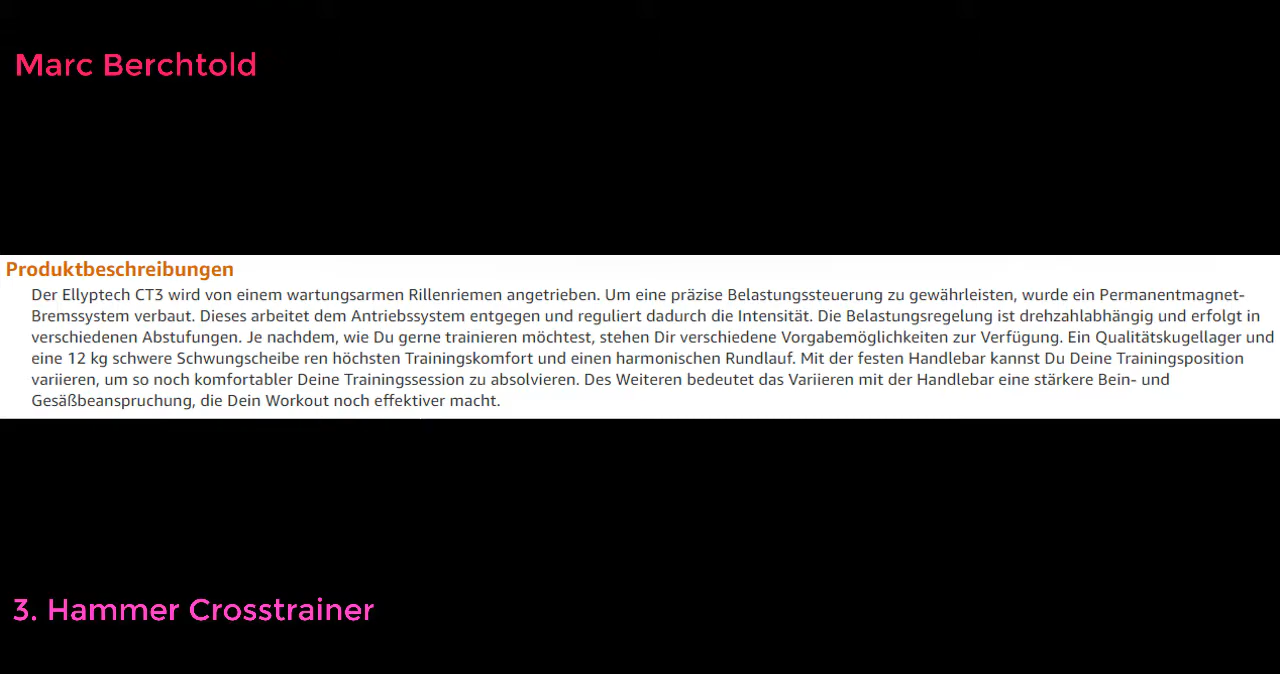 Marc Berchtold
Produktbeschreibungen
Der Ellyptech CT3 wird von einem wartungsarmen Rillenriemen angetrieben. Um eine präzise Belastungssteuerung zu gewährleisten, wurde ein Permanentmagnet-
Bremssystem verbaut. Dieses arbeitet dem Antriebssystem entgegen und reguliert dadurch die Intensität. Die Belastungsregelung ist drehzahlabhängig und erfolgt in
verschiedenen Abstufungen. Je nachdem, wie Du gerne trainieren möchtest, stehen Dir verschiedene Vorgabemöglichkeiten zur Verfügung. Ein Qualitätskugellager und
eine 12 kg schwere Schwungscheibe ren höchsten Trainingskomfort und einen harmonischen Rundlauf. Mit der festen Handlebar kannst Du Deine Trainingsposition
variieren, um so noch komfortabler Deine Trainingssession zu absolvieren. Des Weiteren bedeutet das Variieren mit der Handlebar eine stärkere Bein- und
Gesäßbeanspruchung, die Dein Workout noch effektiver macht.
3. Hammer Crosstrainer